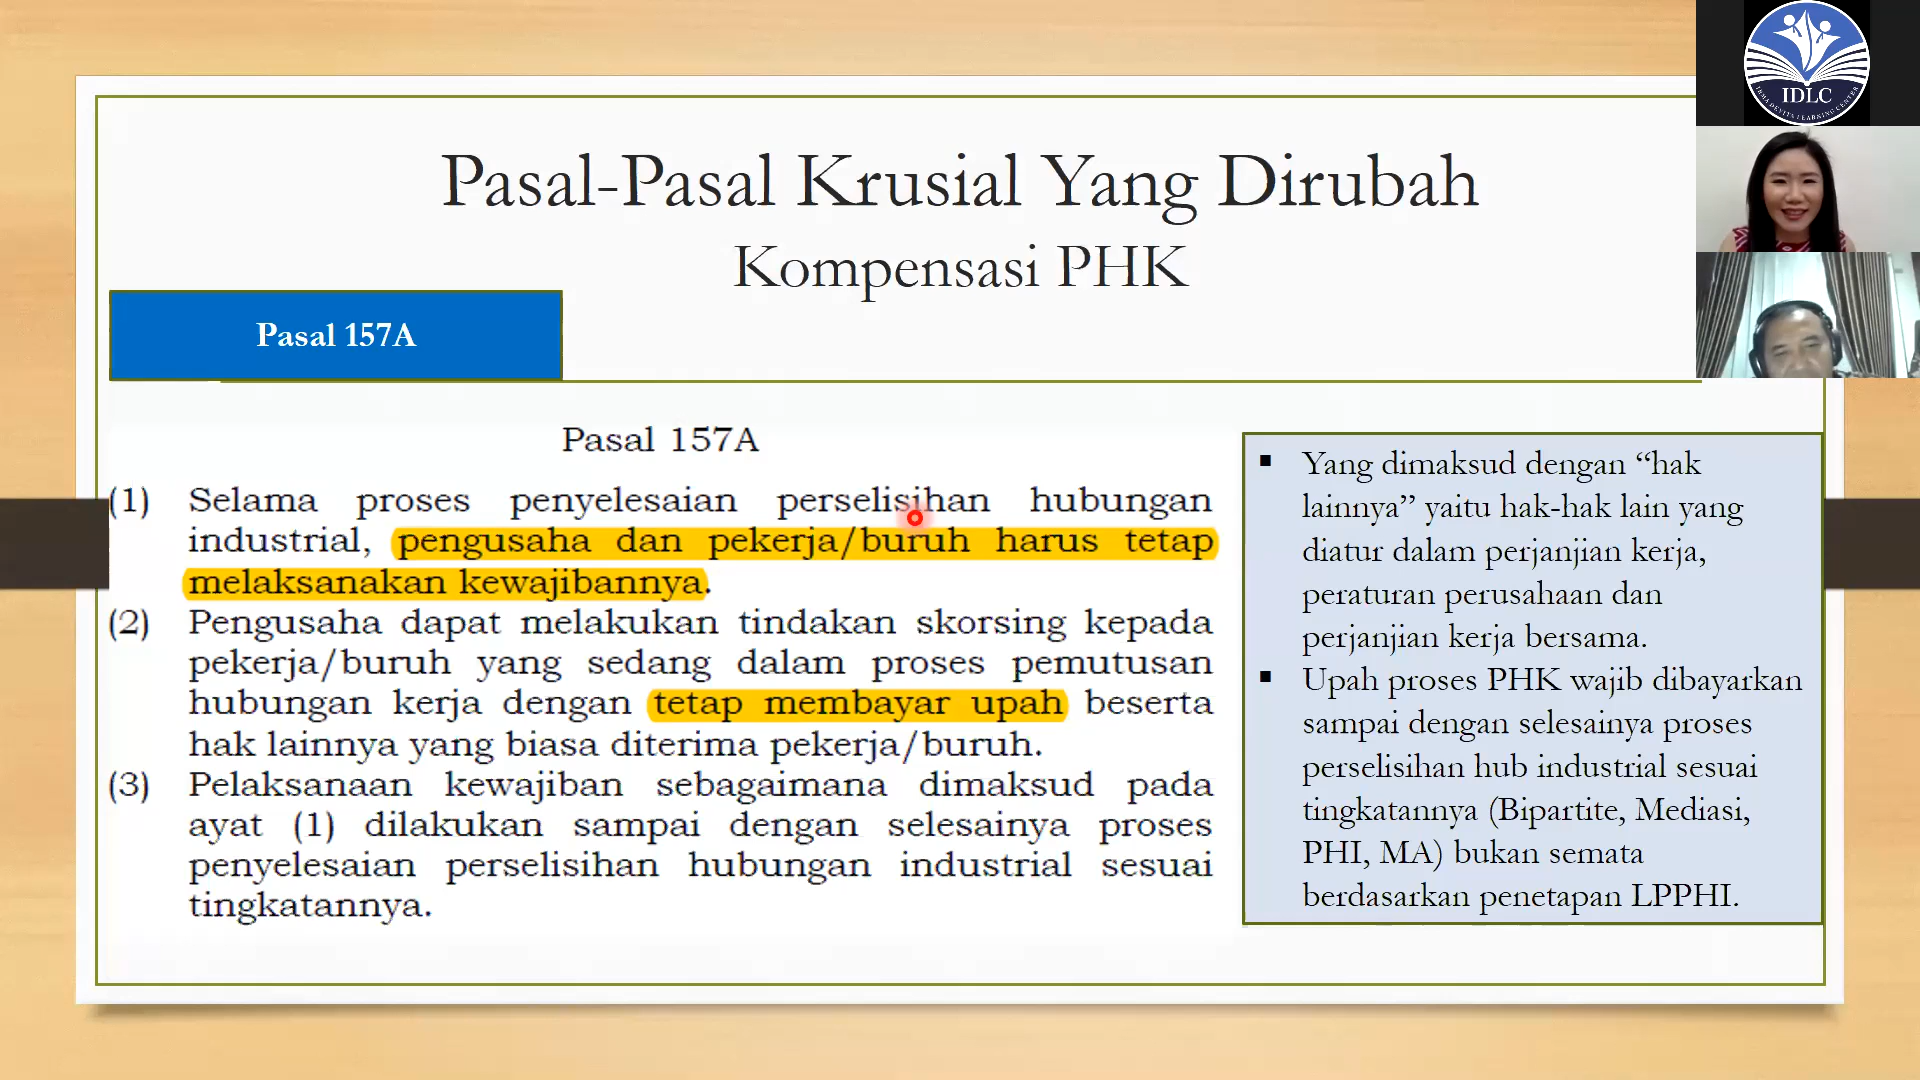 IDLC
IRMA DEVITA LEARNING CENTER
Pasal-Pasal Krusial Yang Dirubah
Kompensasi PHK
Pasal 157A
Pasal 157A
(1) Selama proses penyelesaian perselisihan hubungan
industrial, pengusaha dan pekerja/buruh harus tetap
melaksanakan kewajibannya.
(2) Pengusaha dapat melakukan tindakan skorsing kepada
pekerja/buruh yang sedang dalam proses pemutusan
hubungan kerja dengan tetap membayar upah beserta
hak lainnya yang biasa diterima pekerja/buruh.
(3) Pelaksanaan kewajiban sebagaimana dimaksud pada
ayat (1) dilakukan sampai dengan selesainya proses
penyelesaian perselisihan hubungan industrial sesuai
tingkatannya.
▪ Yang dimaksud dengan “hak
lainnya” yaitu hak-hak lain yang
diatur dalam perjanjian kerja,
peraturan perusahaan dan
perjanjian kerja bersama.
▪ Upah proses PHK wajib dibayarkan
sampai dengan selesainya proses
perselisihan hub industrial sesuai
tingkatannya (Bipartite, Mediasi,
PHI, MA) bukan semata
berdasarkan penetapan LPPHI.